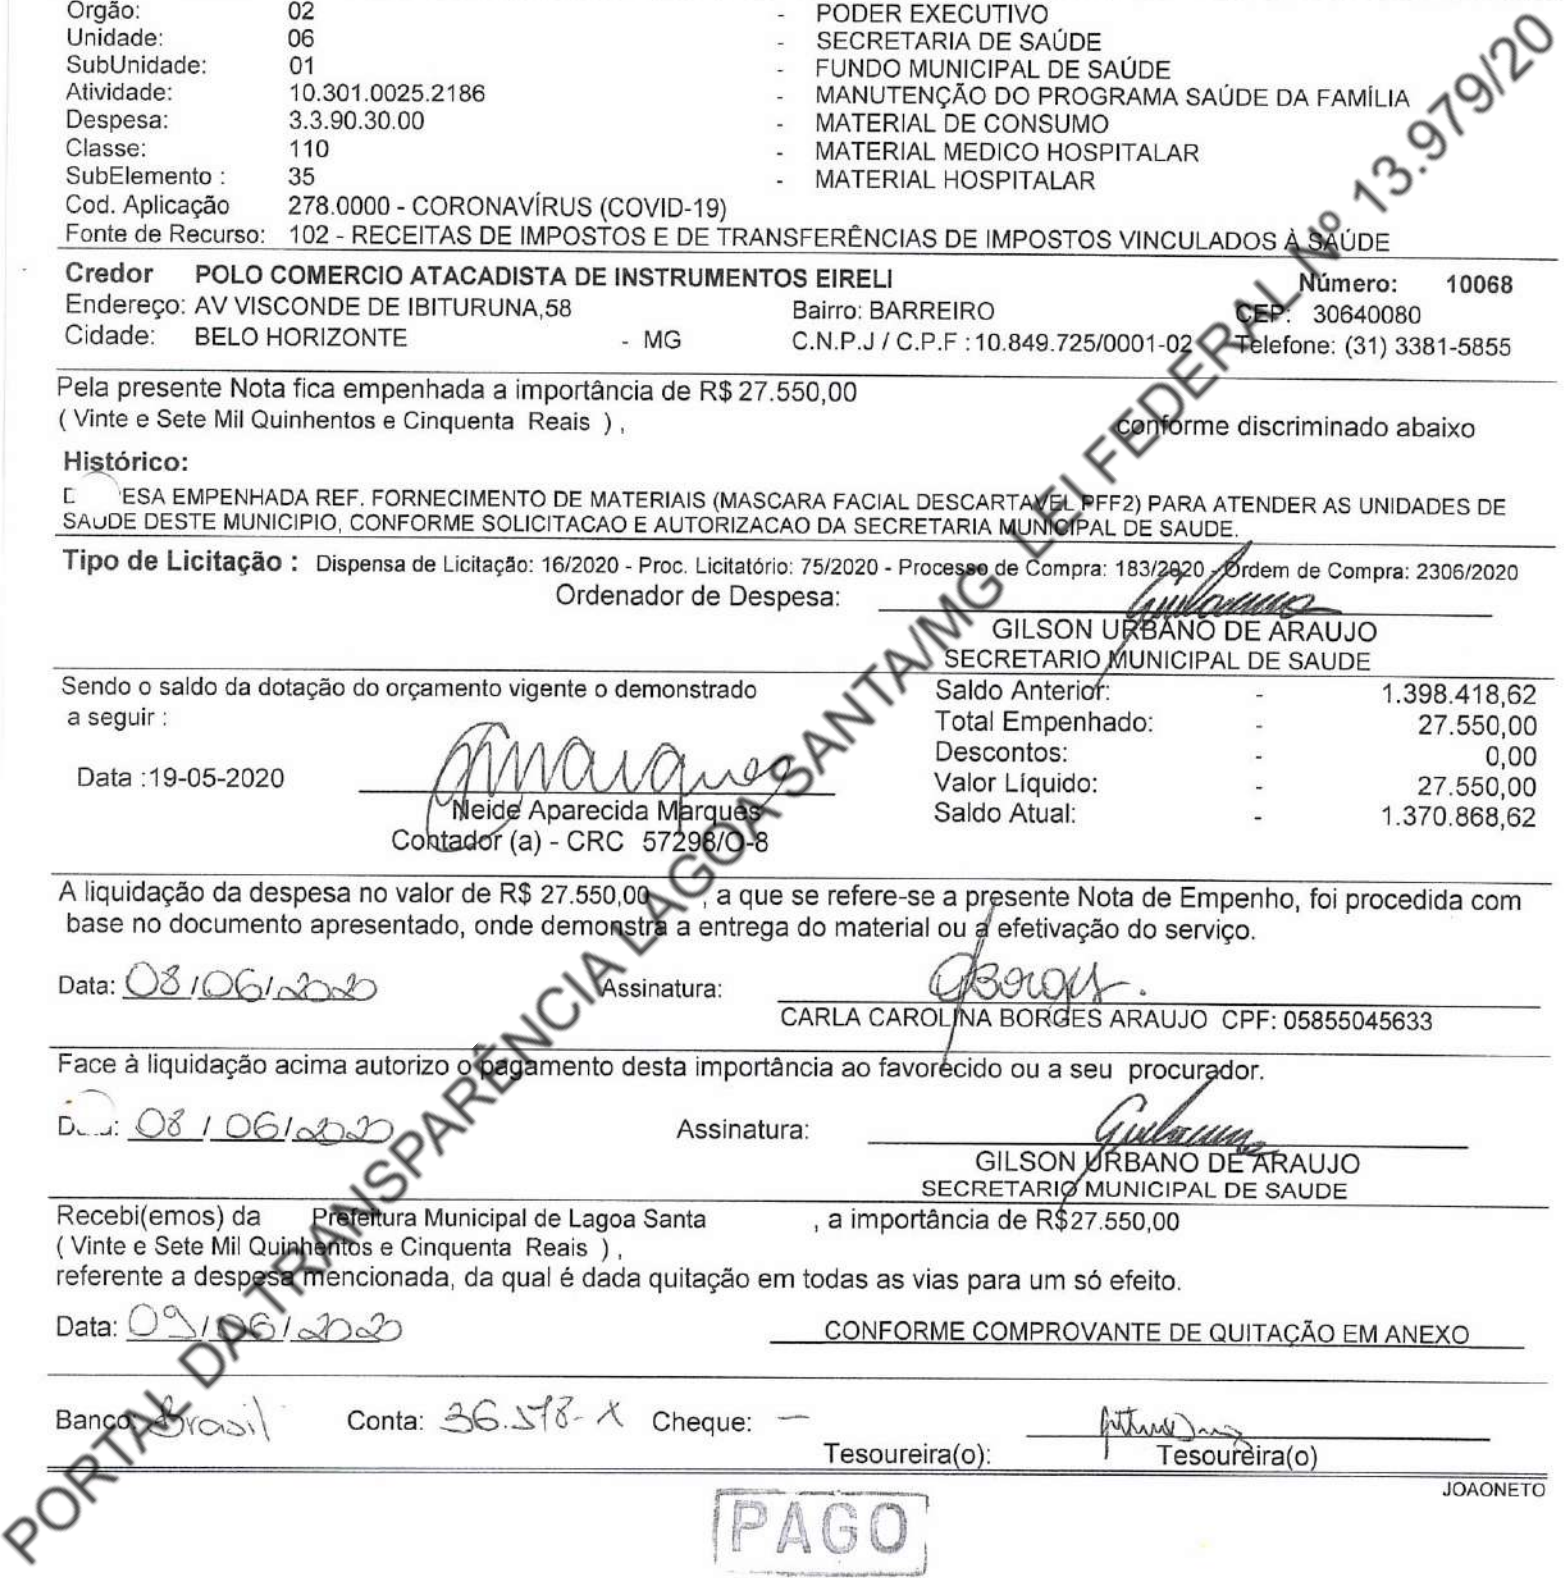 Orgão: 02 - PODER EXECUTIVO
Unidade: 06 - SECRETARIA DE SAÚDE
SubUnidade: 01 - FUNDO MUNICIPAL DE SAÚDE
Atividade: 10.301.0025.2186 - MANUTENÇÃO DO PROGRAMA SAÚDE DA FAMÍLIA
Despesa: 3.3.90.30.00 - MATERIAL DE CONSUMO
Classe: 110 - MATERIAL MEDICO HOSPITALAR
SubElemento : 35 - MATERIAL HOSPITALAR
Cod. Aplicação 278.0000 - CORONAVÍRUS (COVID-19)
Fonte de Recurso: 102 - RECEITAS DE IMPOSTOS E DE TRANSFERÊNCIAS DE IMPOSTOS VINCULADOS À SAÚDE
Credor POLO COMERCIO ATACADISTA DE INSTRUMENTOS EIRELI Número: 10068
Endereço: AV VISCONDE DE IBITURUNA,58 Bairro: BARREIRO CEP: 30640080
Cidade: BELO HORIZONTE - MG C.N.P.J / C.P.F : 10.849.725/0001-02 Telefone: (31) 3381-5855
Pela presente Nota fica empenhada a importância de R$ 27.550,00
( Vinte e Sete Mil Quinhentos e Cinquenta Reais ) , conforme discriminado abaixo
Histórico:
D ESA EMPENHADA REF. FORNECIMENTO DE MATERIAIS (MASCARA FACIAL DESCARTAVEL PFF2) PARA ATENDER AS UNIDADES DE
SAUDE DESTE MUNICIPIO, CONFORME SOLICITACAO E AUTORIZACAO DA SECRETARIA MUNICIPAL DE SAUDE.
Tipo de Licitação : Dispensa de Licitação: 16/2020 - Proc. Licitatório: 75/2020 - Processo de Compra: 183/2020 - Ordem de Compra: 2306/2020
Ordenador de Despesa:
GILSON URBANO DE ARAUJO
SECRETARIO MUNICIPAL DE SAUDE
Sendo o saldo da dotação do orçamento vigente o demonstrado
a seguir :
Saldo Anterior: - 1.398.418,62
Total Empenhado: - 27.550,00
Descontos: - 0,00
Valor Líquido: - 27.550,00
Saldo Atual: - 1.370.868,62
Data :19-05-2020
Marques
Neide Aparecida Marques
Contador (a) - CRC 57298/O-8
A liquidação da despesa no valor de R$ 27.550,00 , a que se refere-se a presente Nota de Empenho, foi procedida com
base no documento apresentado, onde demonstra a entrega do material ou a efetivação do serviço.
Data: 08/06/2020 Assinatura: CBorges
CARLA CAROLINA BORGES ARAUJO CPF: 05855045633
Face à liquidação acima autorizo o pagamento desta importância ao favorecido ou a seu procurador.
D a: 08/06/2020 Assinatura:
GILSON URBANO DE ARAUJO
SECRETARIO MUNICIPAL DE SAUDE
Recebi(emos) da Prefeitura Municipal de Lagoa Santa , a importância de R$27.550,00
( Vinte e Sete Mil Quinhentos e Cinquenta Reais ) ,
referente a despesa mencionada, da qual é dada quitação em todas as vias para um só efeito.
Data: 09/06/2020 CONFORME COMPROVANTE DE QUITAÇÃO EM ANEXO
Banco: Brasil Conta: 36.578-X Cheque: —
Tesoureira(o): Tesoureira(o)
JOAONETO
PAGO
PORTAL DA TRANSPARÊNCIA LAGOA SANTA/MG LEI FEDERAL Nº 13.979/20